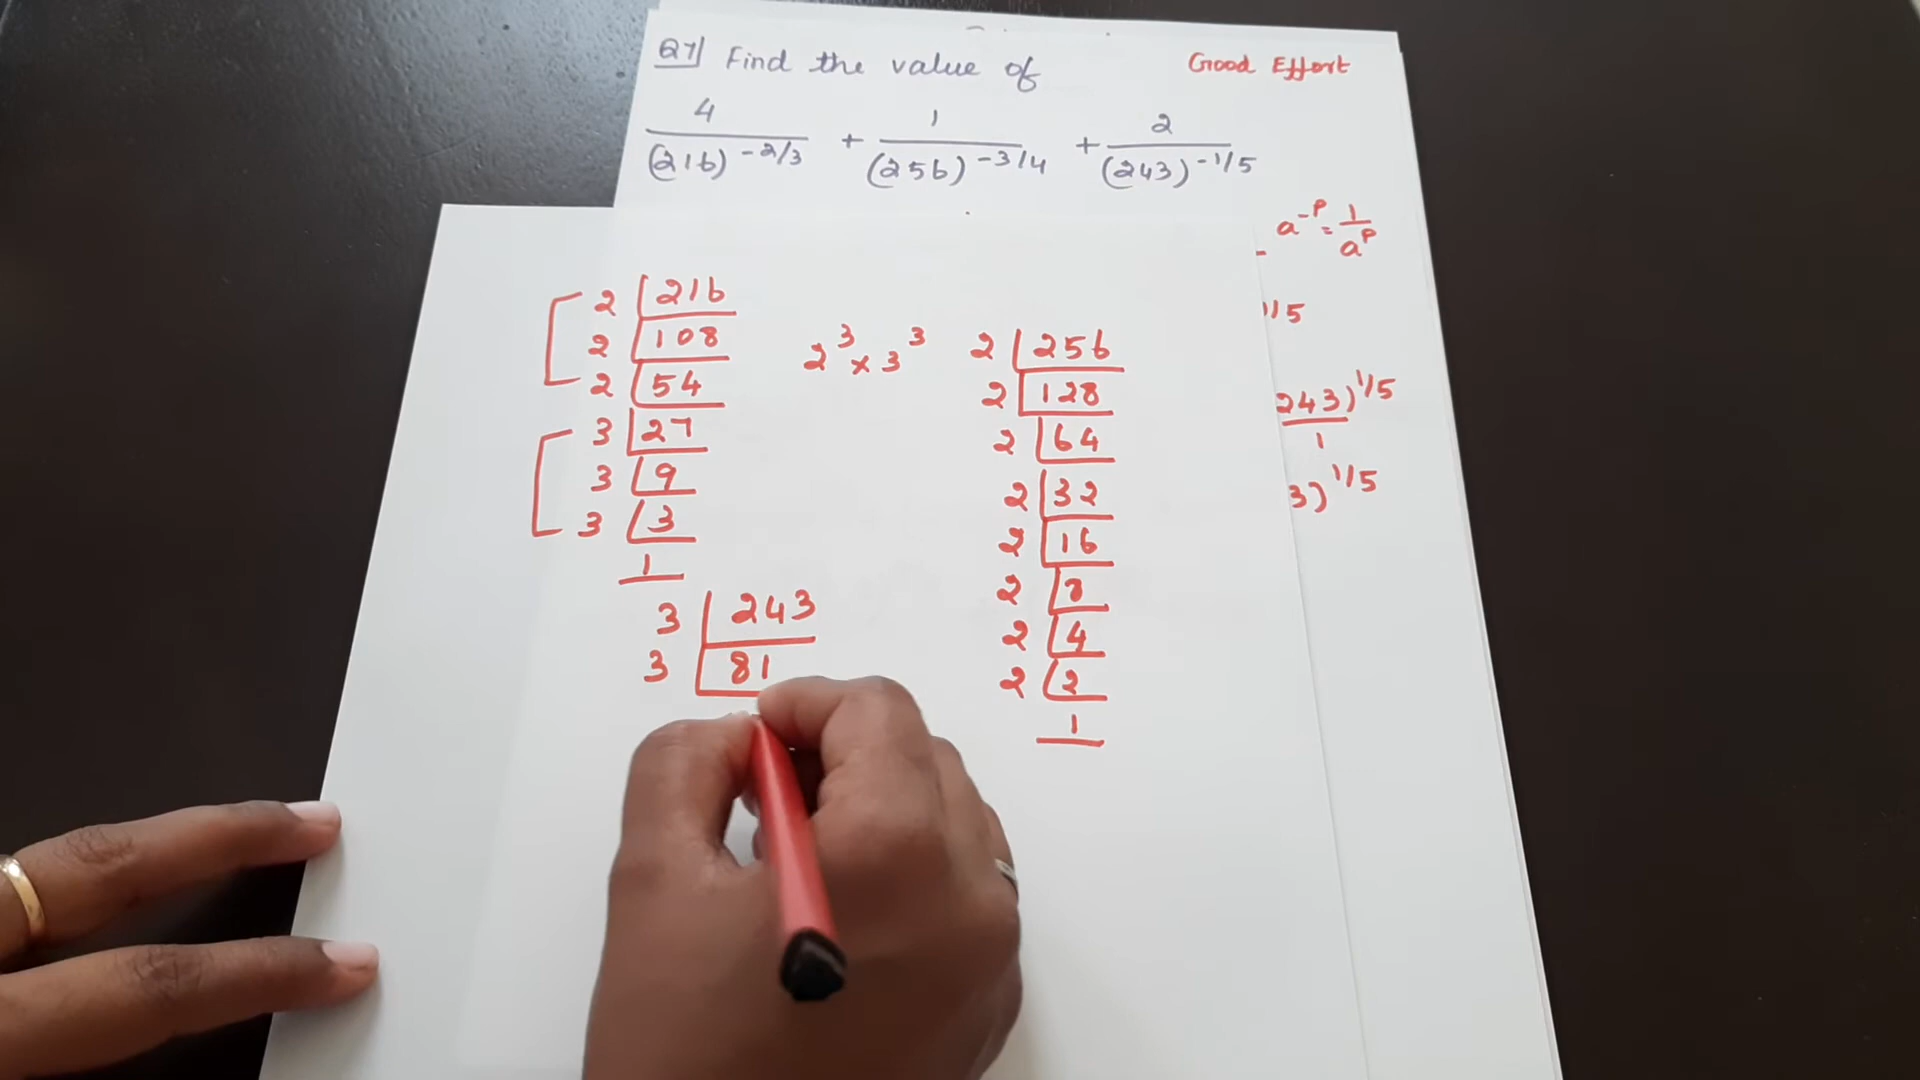 Q7| Find the value of
Good Effort
4/(216)^-2/3 + 1/(256)^-3/4 + 2/(243)^-1/5
a^-p = 1/a^p
1/5
243)^1/5
1
3)^1/5
2 | 216
2 | 108
2 | 54
3 | 27
3 | 9
3 | 3
1
2^3 × 3^3
2 | 256
2 | 128
2 | 64
2 | 32
2 | 16
2 | 8
2 | 4
2 | 2
1
3 | 243
3 | 81